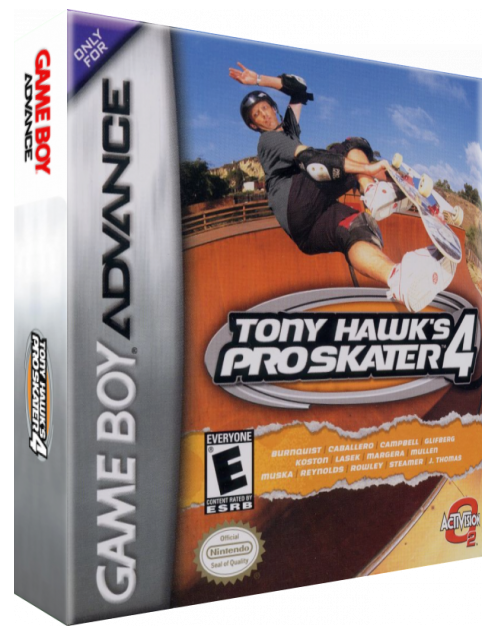 GAME BOY
ADVANCE
TONY HAWK'S
PRO SKATER 4
ONLY
FOR
GAME BOY ADVANCE
TONY HAWK'S
PRO SKATER 4
EVERYONE
E
CONTENT RATED BY
ESRB
BURNQUIST | CABALLERO | CAMPBELL | GLIFBERG
KOSTON | LASEK | MARGERA | MULLEN
MUSKA | REYNOLDS | ROWLEY | STEAMER | J. THOMAS
Official
Nintendo
Seal of Quality
ACTIVISION
O2